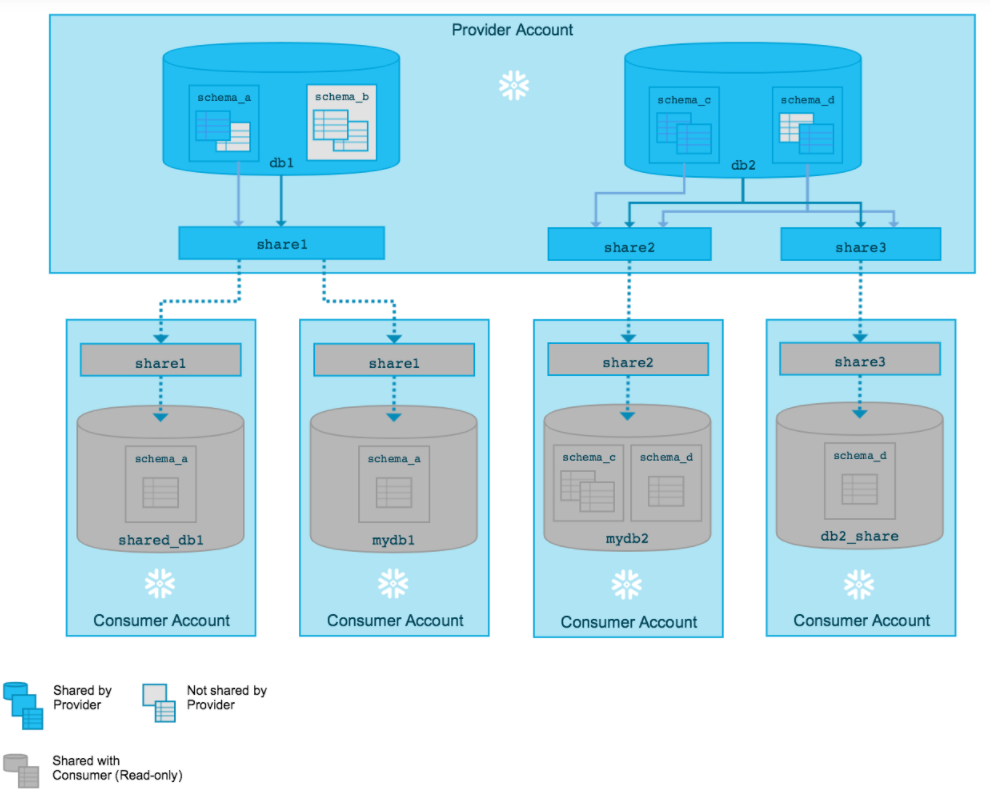 Provider Account
schema_a
schema_b
db1
schema_c
schema_d
db2
share1
share2
share3
share1
share1
share2
share3
schema_a
shared_db1
schema_a
mydb1
schema_c
schema_d
mydb2
schema_d
db2_share
Consumer Account
Consumer Account
Consumer Account
Consumer Account
Shared by
Provider
Not shared by
Provider
Shared with
Consumer (Read-only)